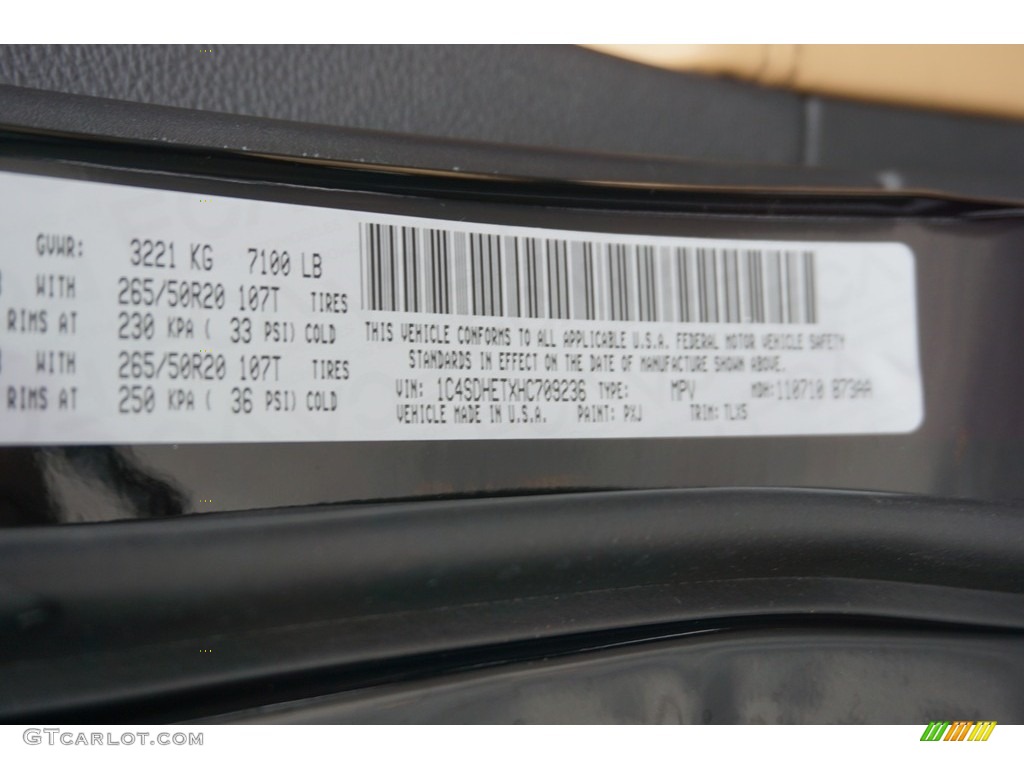 GVWR: 3221 KG 7100 LB
WITH 265/50R20 107T TIRES
RIMS AT 230 KPA ( 33 PSI) COLD
WITH 265/50R20 107T TIRES
RIMS AT 250 KPA ( 36 PSI) COLD
THIS VEHICLE CONFORMS TO ALL APPLICABLE U.S.A. FEDERAL MOTOR VEHICLE SAFETY
STANDARDS IN EFFECT ON THE DATE OF MANUFACTURE SHOWN ABOVE.
VIN: 1C4SDHETXHC709236 TYPE: MPV MDH:110710 873AA
VEHICLE MADE IN U.S.A. PAINT: PXJ TRIM: TLX5
GTCARLOT.COM